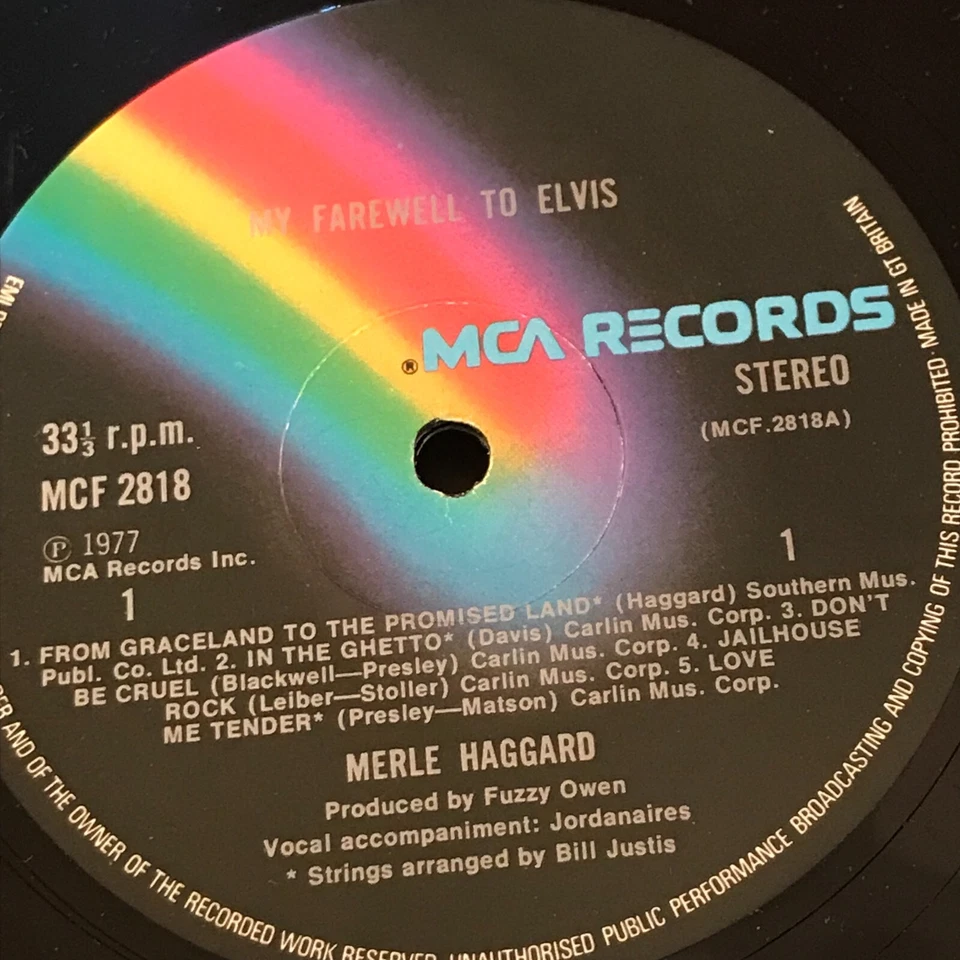 MY FAREWELL TO ELVIS
® MCA RECORDS
STEREO
(MCF.2818A)
33⅓ r.p.m.
MCF 2818
Ⓟ 1977
MCA Records Inc.
1
1
1. FROM GRACELAND TO THE PROMISED LAND* (Haggard) Southern Mus.
Publ. Co. Ltd. 2. IN THE GHETTO* (Davis) Carlin Mus. Corp. 3. DON'T
BE CRUEL (Blackwell—Presley) Carlin Mus. Corp. 4. JAILHOUSE
ROCK (Leiber—Stoller) Carlin Mus. Corp. 5. LOVE
ME TENDER* (Presley—Matson) Carlin Mus. Corp.
MERLE HAGGARD
Produced by Fuzzy Owen
Vocal accompaniment: Jordanaires
* Strings arranged by Bill Justis
EMI
AND OF THE OWNER OF THE RECORDED WORK RESERVED. UNAUTHORISED PUBLIC PERFORMANCE BROADCASTING AND COPYING OF THIS RECORD PROHIBITED · MADE IN GT BRITAIN